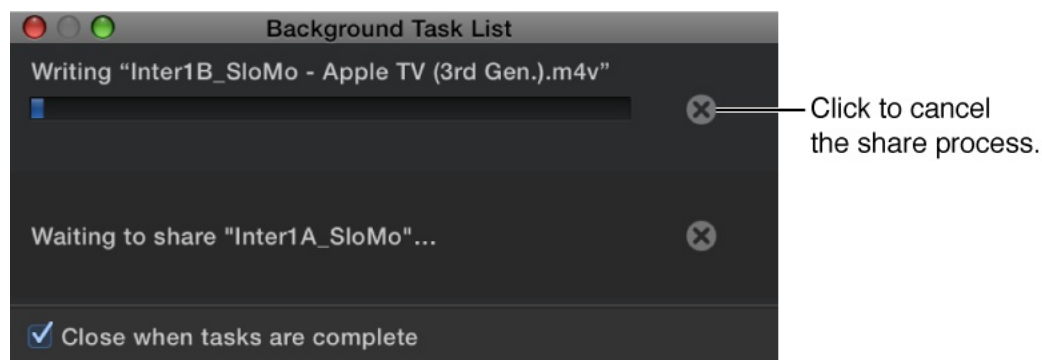 Background Task List
Writing “Inter1B_SloMo - Apple TV (3rd Gen.).m4v”
Click to cancel
the share process.
Waiting to share "Inter1A_SloMo"...
Close when tasks are complete